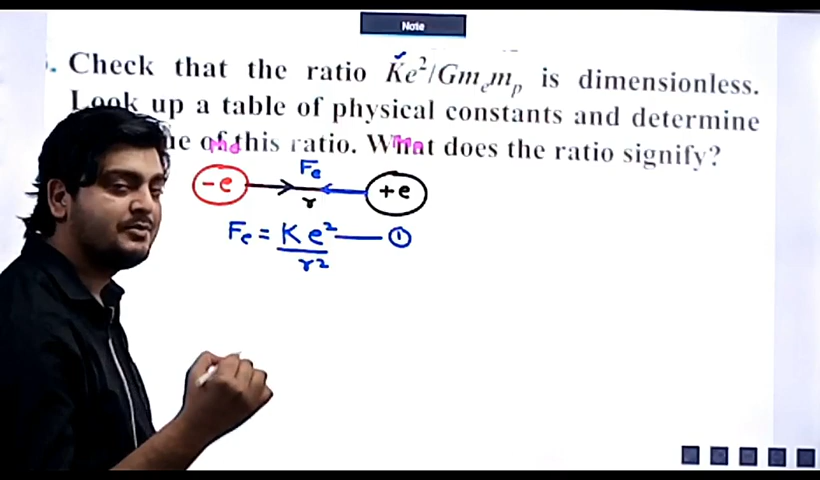 Note
. Check that the ratio Ke²/Gmₑmₚ is dimensionless.
Look up a table of physical constants and determine
ue of this ratio. What does the ratio signify?
-e Fe r +e
Fe = Ke²/r² ①